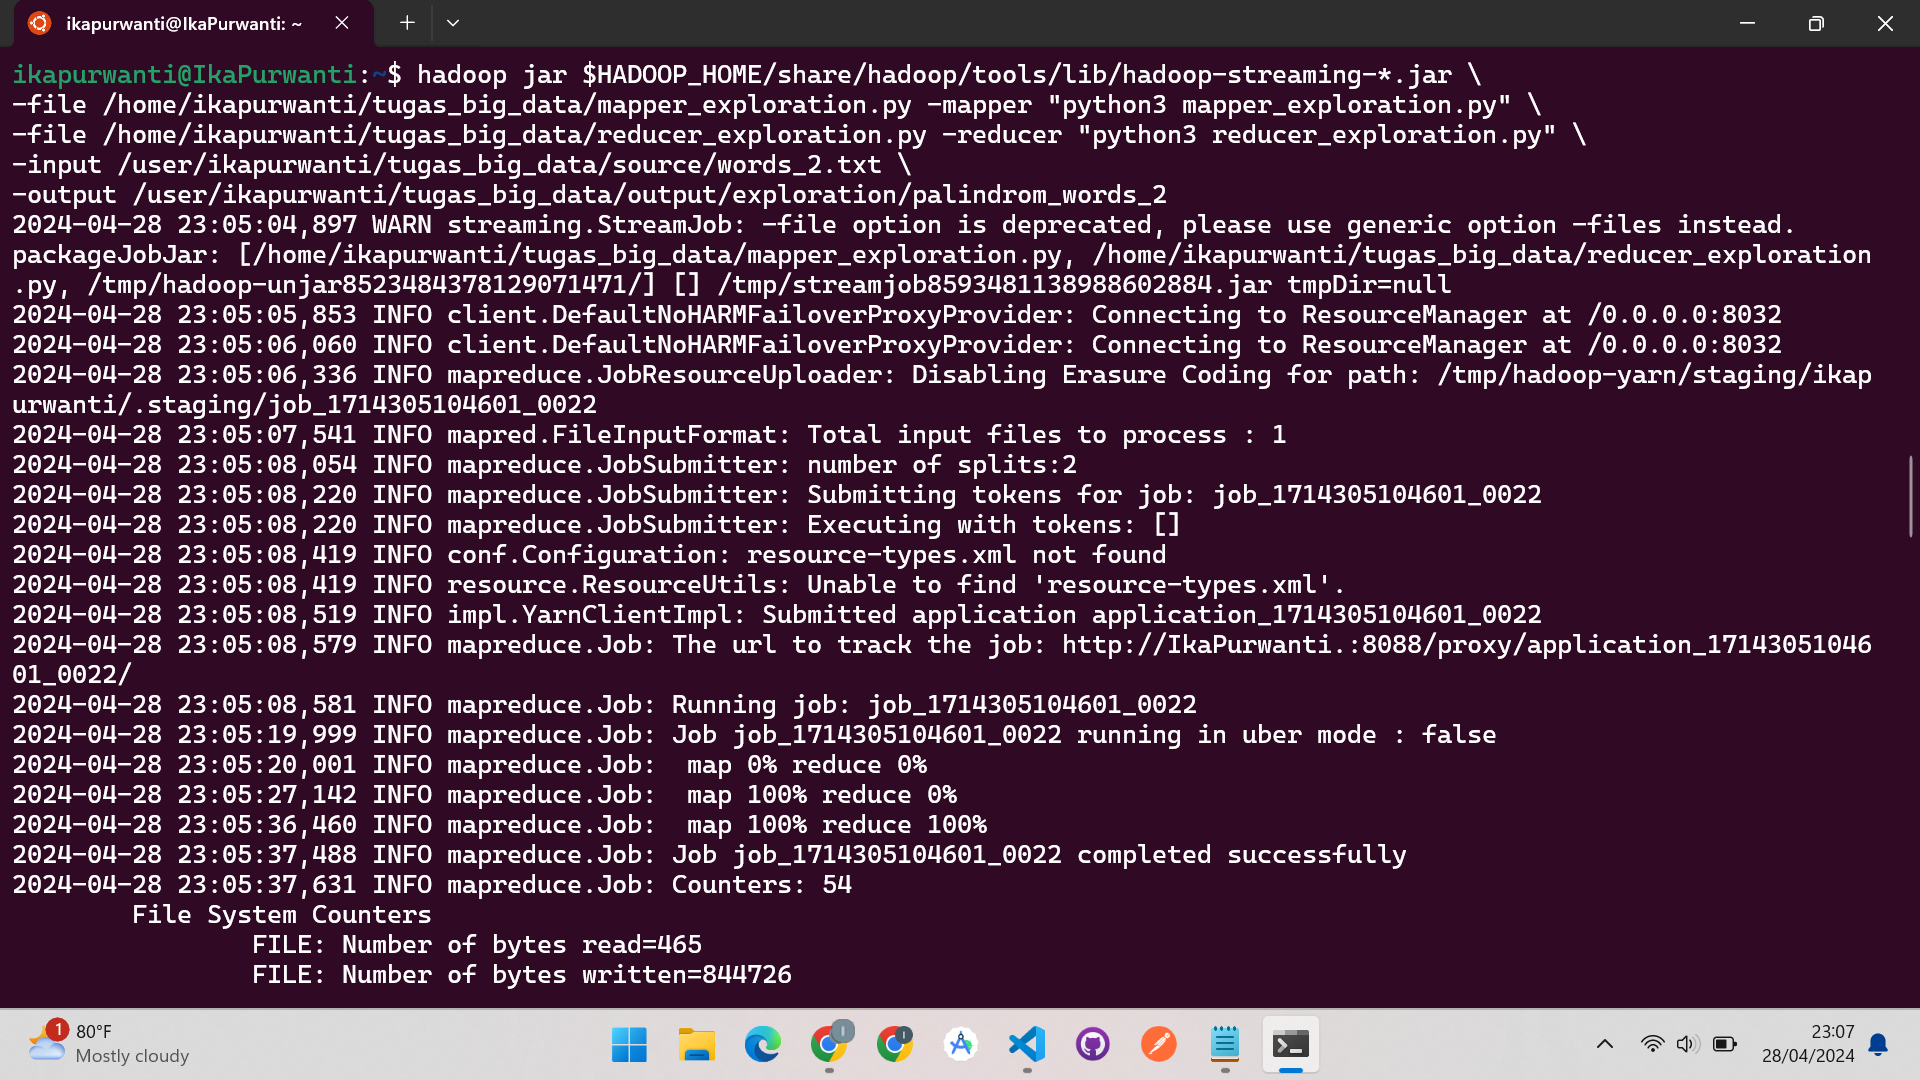 ikapurwanti@IkaPurwanti: ~
ikapurwanti@IkaPurwanti:~$ hadoop jar $HADOOP_HOME/share/hadoop/tools/lib/hadoop-streaming-*.jar \
-file /home/ikapurwanti/tugas_big_data/mapper_exploration.py -mapper "python3 mapper_exploration.py" \
-file /home/ikapurwanti/tugas_big_data/reducer_exploration.py -reducer "python3 reducer_exploration.py" \
-input /user/ikapurwanti/tugas_big_data/source/words_2.txt \
-output /user/ikapurwanti/tugas_big_data/output/exploration/palindrom_words_2
2024-04-28 23:05:04,897 WARN streaming.StreamJob: -file option is deprecated, please use generic option -files instead.
packageJobJar: [/home/ikapurwanti/tugas_big_data/mapper_exploration.py, /home/ikapurwanti/tugas_big_data/reducer_exploration
.py, /tmp/hadoop-unjar8523484378129071471/] [] /tmp/streamjob8593481138988602884.jar tmpDir=null
2024-04-28 23:05:05,853 INFO client.DefaultNoHARMFailoverProxyProvider: Connecting to ResourceManager at /0.0.0.0:8032
2024-04-28 23:05:06,060 INFO client.DefaultNoHARMFailoverProxyProvider: Connecting to ResourceManager at /0.0.0.0:8032
2024-04-28 23:05:06,336 INFO mapreduce.JobResourceUploader: Disabling Erasure Coding for path: /tmp/hadoop-yarn/staging/ikap
urwanti/.staging/job_1714305104601_0022
2024-04-28 23:05:07,541 INFO mapred.FileInputFormat: Total input files to process : 1
2024-04-28 23:05:08,054 INFO mapreduce.JobSubmitter: number of splits:2
2024-04-28 23:05:08,220 INFO mapreduce.JobSubmitter: Submitting tokens for job: job_1714305104601_0022
2024-04-28 23:05:08,220 INFO mapreduce.JobSubmitter: Executing with tokens: []
2024-04-28 23:05:08,419 INFO conf.Configuration: resource-types.xml not found
2024-04-28 23:05:08,419 INFO resource.ResourceUtils: Unable to find 'resource-types.xml'.
2024-04-28 23:05:08,519 INFO impl.YarnClientImpl: Submitted application application_1714305104601_0022
2024-04-28 23:05:08,579 INFO mapreduce.Job: The url to track the job: http://IkaPurwanti.:8088/proxy/application_17143051046
01_0022/
2024-04-28 23:05:08,581 INFO mapreduce.Job: Running job: job_1714305104601_0022
2024-04-28 23:05:19,999 INFO mapreduce.Job: Job job_1714305104601_0022 running in uber mode : false
2024-04-28 23:05:20,001 INFO mapreduce.Job:  map 0% reduce 0%
2024-04-28 23:05:27,142 INFO mapreduce.Job:  map 100% reduce 0%
2024-04-28 23:05:36,460 INFO mapreduce.Job:  map 100% reduce 100%
2024-04-28 23:05:37,488 INFO mapreduce.Job: Job job_1714305104601_0022 completed successfully
2024-04-28 23:05:37,631 INFO mapreduce.Job: Counters: 54
File System Counters
FILE: Number of bytes read=465
FILE: Number of bytes written=844726
1
80°F
Mostly cloudy
23:07
28/04/2024